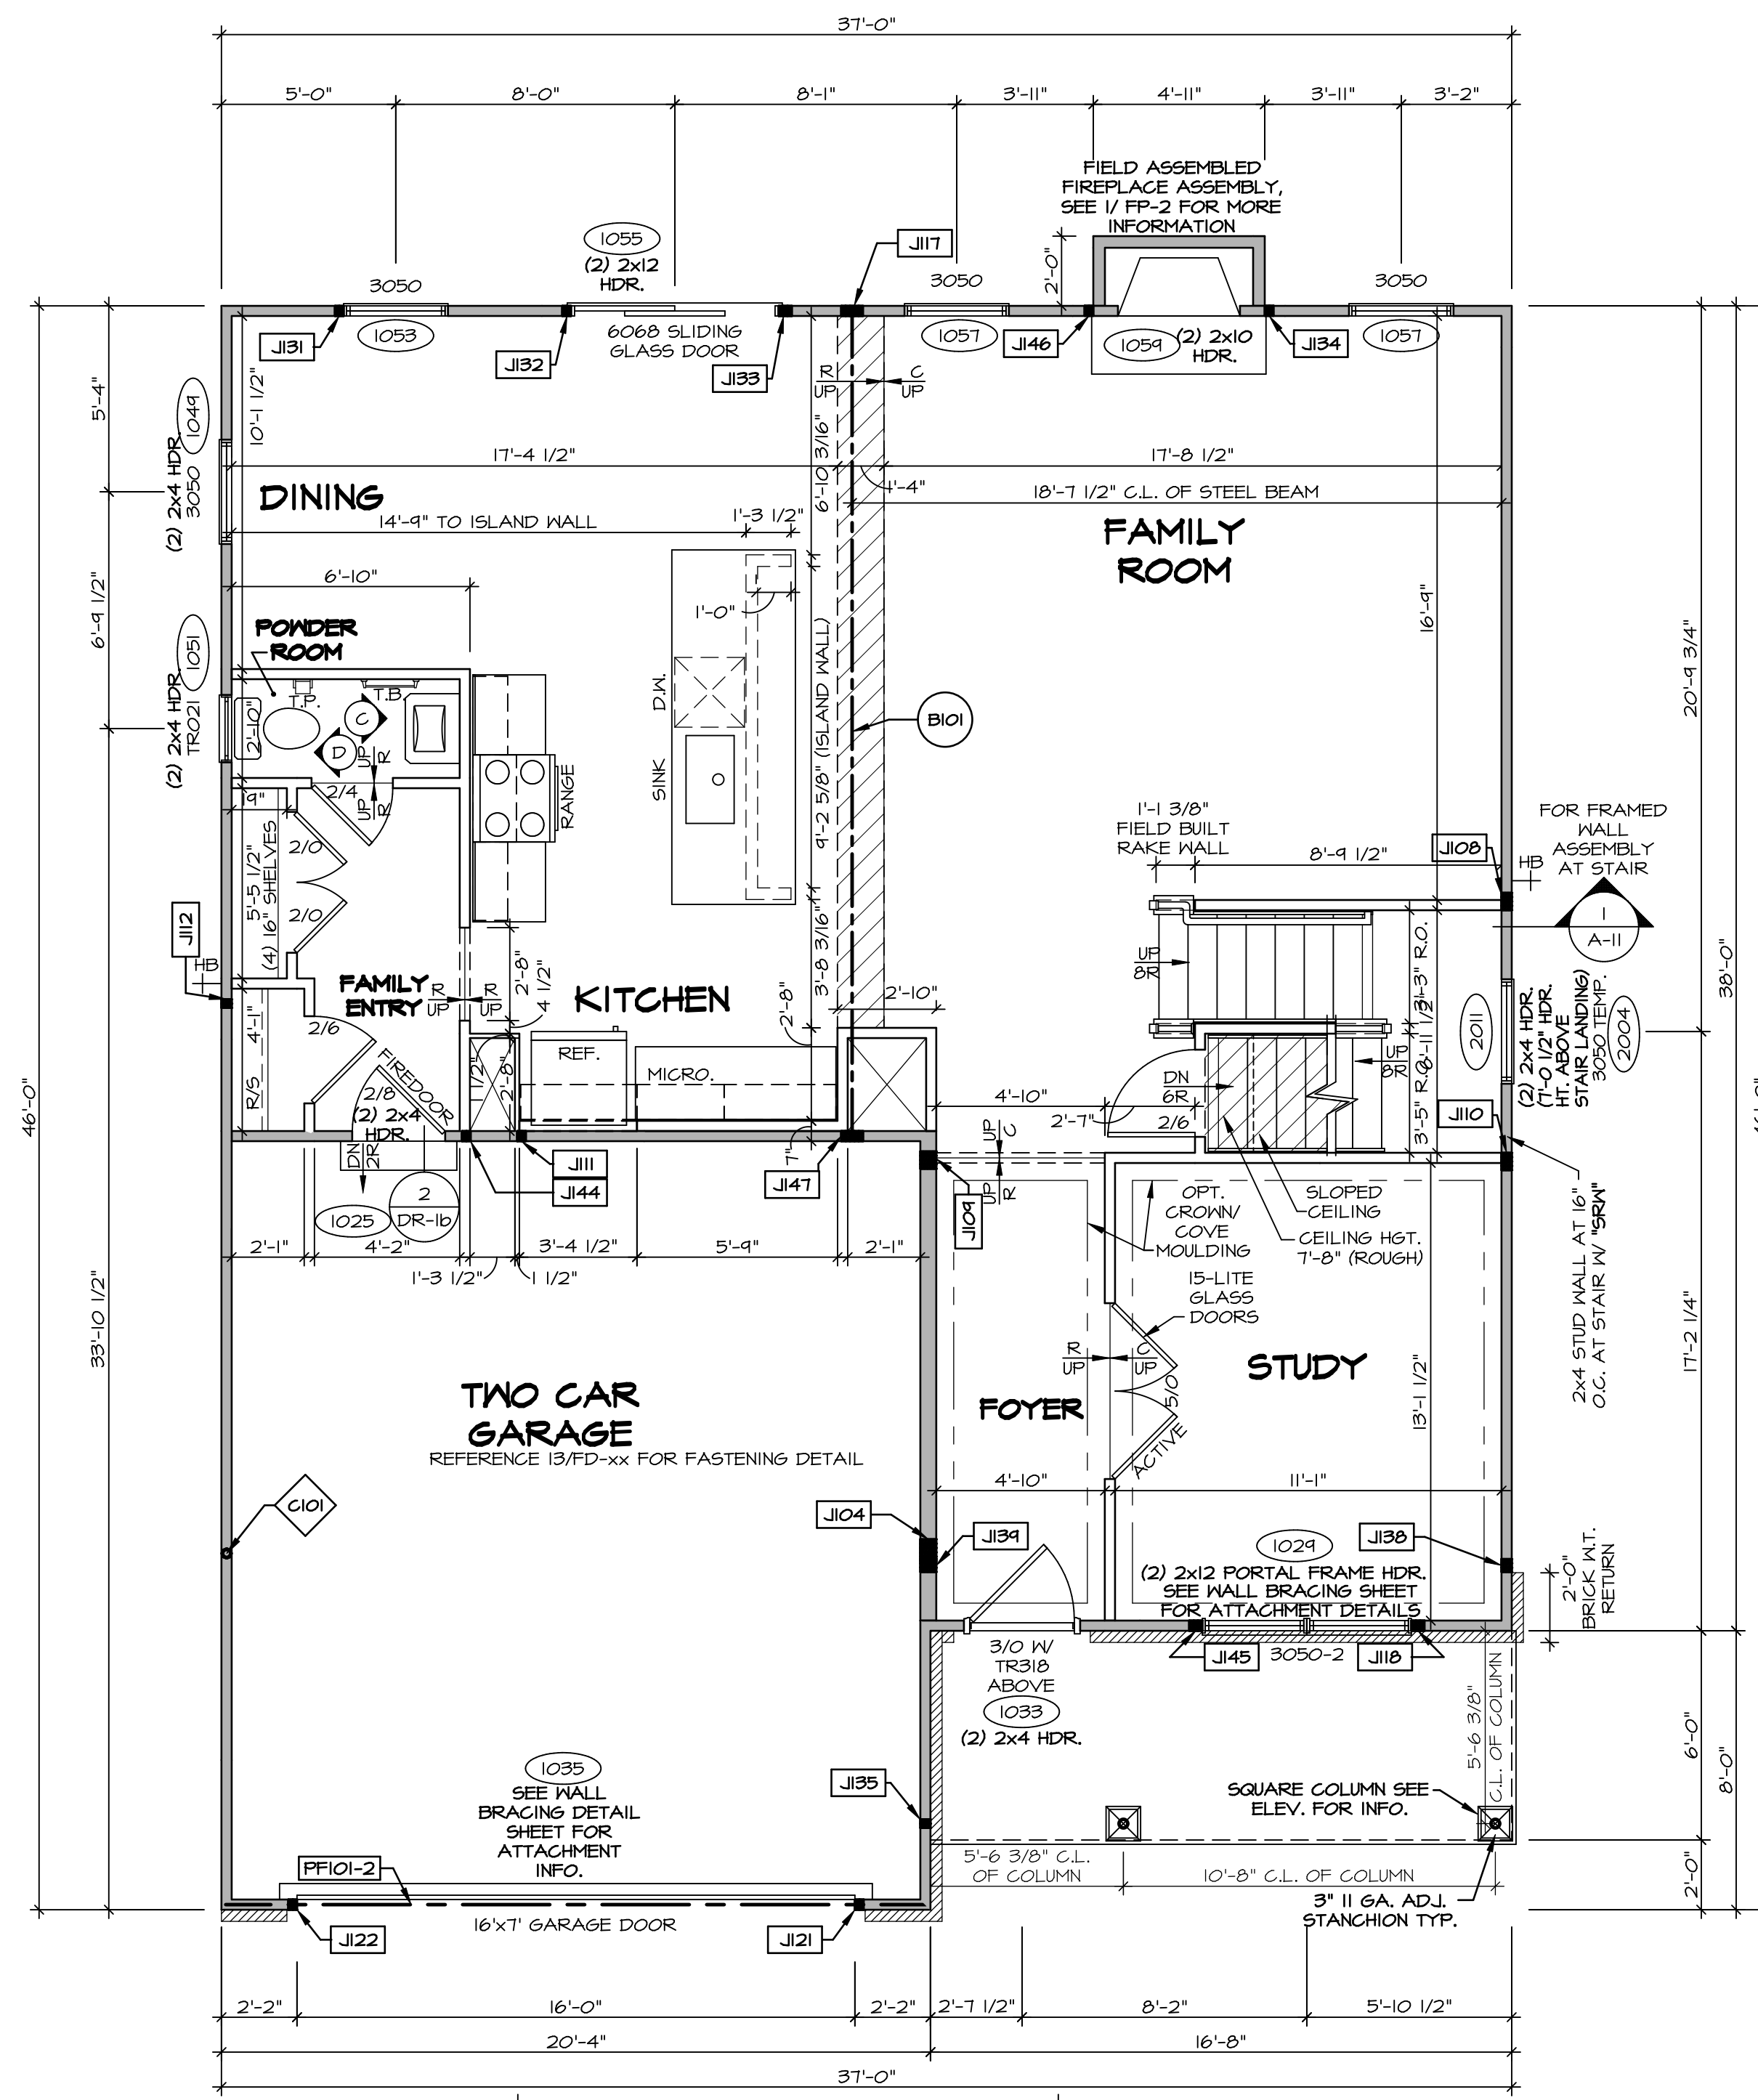 37'-0"
5'-0"
8'-0"
8'-1"
3'-11"
4'-11"
3'-11"
3'-2"
FIELD ASSEMBLED
FIREPLACE ASSEMBLY,
SEE 1/ FP-2 FOR MORE
INFORMATION
1055
(2) 2x12
HDR.
J117
2'-0"
3050
3050
3050
J131
1053
J132
6068 SLIDING
GLASS DOOR
J133
1057
J146
1059
(2) 2x10
HDR.
J134
1057
R
UP
C
UP
5'-4"
1049
3050
(2) 2x4 HDR.
10'-1 1/2"
17'-4 1/2"
6'-10 3/16"
1'-4"
17'-8 1/2"
18'-7 1/2" C.L. OF STEEL BEAM
DINING
14'-9" TO ISLAND WALL
1'-3 1/2"
FAMILY
ROOM
6'-10"
1'-0"
16'-9"
6'-9 1/2"
1051
TR021
(2) 2x4 HDR.
POWDER
ROOM
T.P.
T.B.
C
D
2'-10"
UP
R
UP
R
D.W.
SINK
RANGE
9'-2 5/8" (ISLAND WALL)
B101
20'-9 3/4"
19"
2/4
2/0
2/0
5'-5 1/2"
(4) 16" SHELVES
1'-1 3/8"
FIELD BUILT
RAKE WALL
8'-9 1/2"
J108
HB
FOR FRAMED
WALL
ASSEMBLY
AT STAIR
1
A-11
J112
HB
FAMILY
ENTRY
R
UP
R
UP
2'-8"
4 1/2"
KITCHEN
2'-8"
3'-8 3/16"
2'-10"
UP
8R
3'-3" R.O.
8'-11 1/2"
3'-5" R.O.
2011
(2) 2x4 HDR.
(7'-0 1/2" HDR.
HT. ABOVE
STAIR LANDING)
3050 TEMP.
2004
38'-0"
46'-0"
4'-1"
R/S
2/6
FIREDOOR
2/8
(2) 2x4
HDR.
1 1/2"
2'-8"
REF.
MICRO.
4'-10"
2'-7"
DN
6R
2/6
UP
8R
J110
DN
2R
1025
2
DR-1b
J111
J144
J147
7"
J109
UP
C
UP
R
OPT.
CROWN/
COVE
MOULDING
SLOPED
CEILING
CEILING HGT.
7'-8" (ROUGH)
15-LITE
GLASS
DOORS
2x4 STUD WALL AT 16"
O.C. AT STAIR W/ "SRW"
2'-1"
4'-2"
1'-3 1/2"
1 1/2"
3'-4 1/2"
5'-9"
2'-1"
33'-10 1/2"
17'-2 1/4"
R
UP
C
UP
5/0
ACTIVE
STUDY
FOYER
13'-1 1/2"
TWO CAR
GARAGE
REFERENCE 13/FD-xx FOR FASTENING DETAIL
4'-10"
11'-1"
C101
J104
J139
1029
J138
(2) 2x12 PORTAL FRAME HDR.
SEE WALL BRACING SHEET
FOR ATTACHMENT DETAILS
2'-0"
BRICK W.T.
RETURN
3/0 W/
TR318
ABOVE
1033
(2) 2x4 HDR.
J145
3050-2
J118
5'-6 3/8"
C.L. OF COLUMN
6'-0"
8'-0"
2'-0"
1035
SEE WALL
BRACING DETAIL
SHEET FOR
ATTACHMENT
INFO.
J135
SQUARE COLUMN SEE
ELEV. FOR INFO.
PF101-2
5'-6 3/8" C.L.
OF COLUMN
10'-8" C.L. OF COLUMN
3" 11 GA. ADJ.
STANCHION TYP.
16'x7' GARAGE DOOR
J122
J121
2'-2"
16'-0"
2'-2"
2'-7 1/2"
8'-2"
5'-10 1/2"
20'-4"
16'-8"
37'-0"